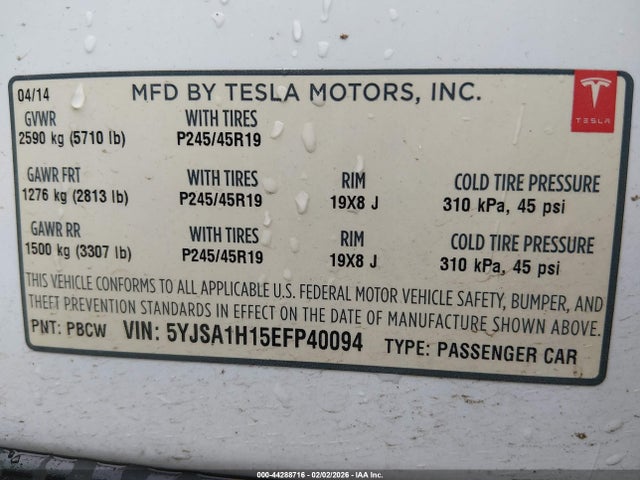 04/14 MFD BY TESLA MOTORS, INC.
TESLA
GVWR WITH TIRES
2590 kg (5710 lb) P245/45R19
GAWR FRT WITH TIRES RIM COLD TIRE PRESSURE
1276 kg (2813 lb) P245/45R19 19X8 J 310 kPa, 45 psi
GAWR RR WITH TIRES RIM COLD TIRE PRESSURE
1500 kg (3307 lb) P245/45R19 19X8 J 310 kPa, 45 psi
THIS VEHICLE CONFORMS TO ALL APPLICABLE U.S. FEDERAL MOTOR VEHICLE SAFETY, BUMPER, AND
THEFT PREVENTION STANDARDS IN EFFECT ON THE DATE OF MANUFACTURE SHOWN ABOVE.
PNT: PBCW VIN: 5YJSA1H15EFP40094 TYPE: PASSENGER CAR
000-44288716 - 02/02/2026 - IAA Inc.